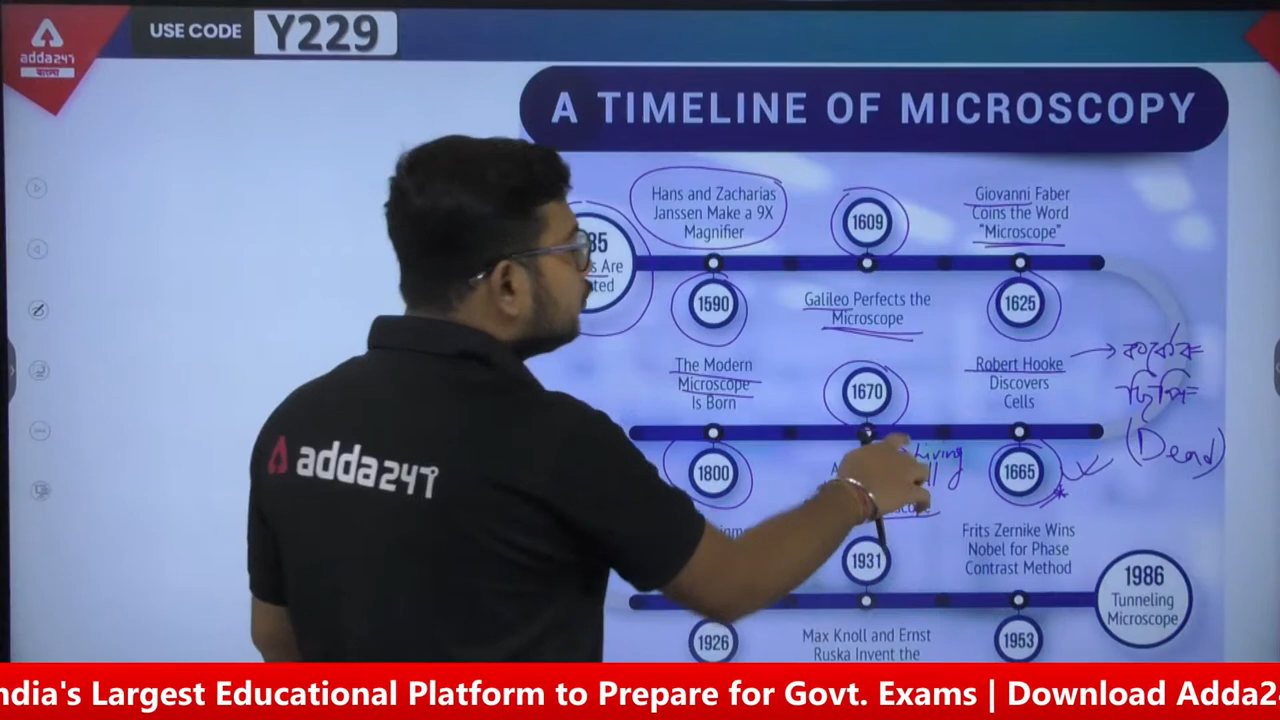 adda247
বাংলা
USE CODE
Y229
A TIMELINE OF MICROSCOPY
Hans and Zacharias
Janssen Make a 9X
Magnifier
1609
Giovanni Faber
Coins the Word
"Microscope"
85
Are
1590
Galileo Perfects the
Microscope
1625
The Modern
Microscope
Is Born
1670
Robert Hooke
Discovers
Cells
(Dead)
Living
1800
1665
adda247
1931
Frits Zernike Wins
Nobel for Phase
Contrast Method
1986
Tunneling
Microscope
1926
Max Knoll and Ernst
Ruska Invent the
1953
ndia's Largest Educational Platform to Prepare for Govt. Exams | Download Adda2